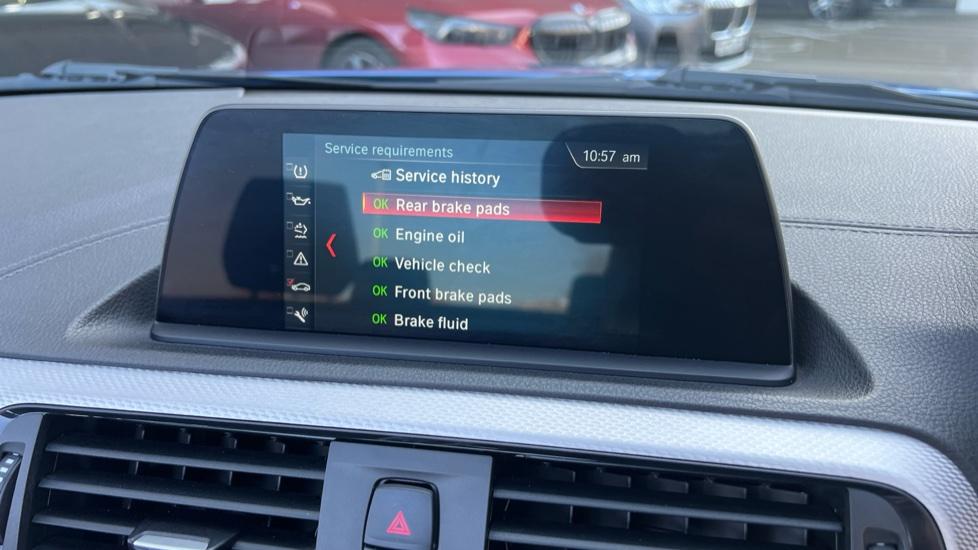 Service requirements
10:57 am
Service history
OK Rear brake pads
OK Engine oil
OK Vehicle check
OK Front brake pads
OK Brake fluid